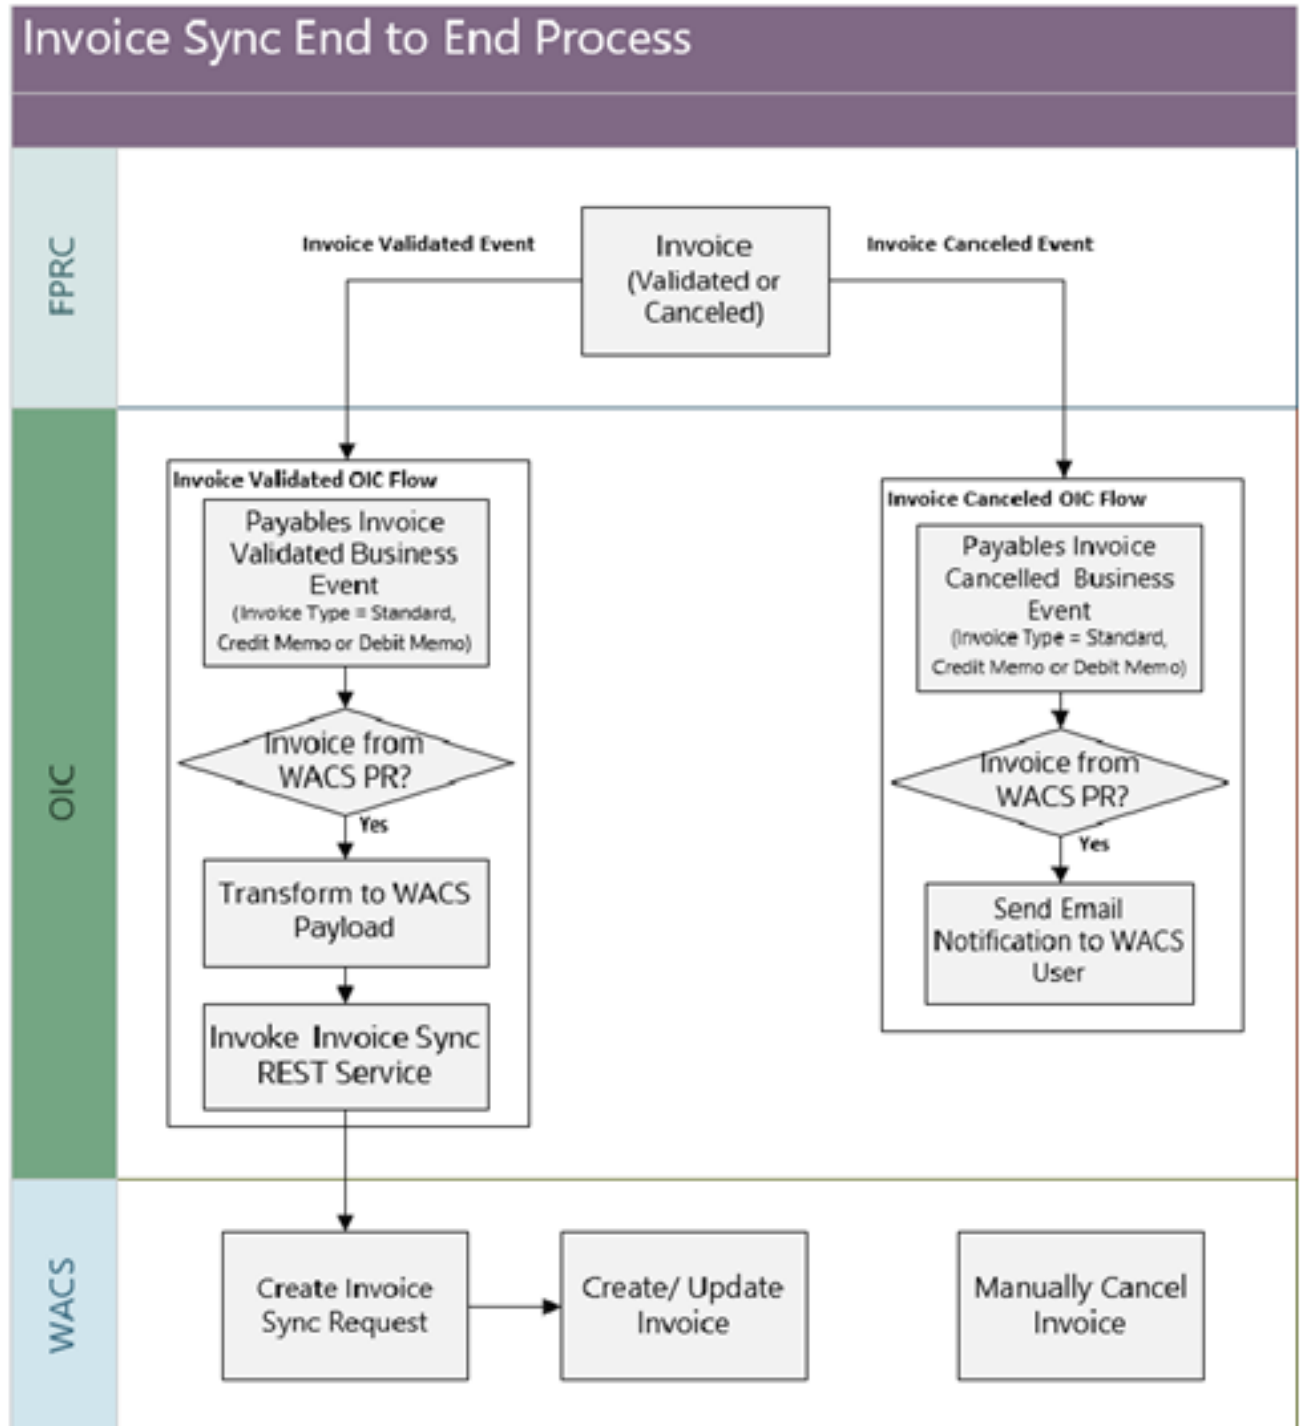 Invoice Sync End to End Process
FPRC
Invoice Validated Event
Invoice
(Validated or
Canceled)
Invoice Canceled Event
OIC
Invoice Validated OIC Flow
Payables Invoice
Validated Business
Event
(Invoice Type = Standard,
Credit Memo or Debit Memo)
Invoice from
WACS PR?
Yes
Transform to WACS
Payload
Invoke Invoice Sync
REST Service
Invoice Canceled OIC Flow
Payables Invoice
Cancelled Business
Event
(Invoice Type = Standard,
Credit Memo or Debit Memo)
Invoice from
WACS PR?
Yes
Send Email
Notification to WACS
User
WACS
Create Invoice
Sync Request
Create/ Update
Invoice
Manually Cancel
Invoice